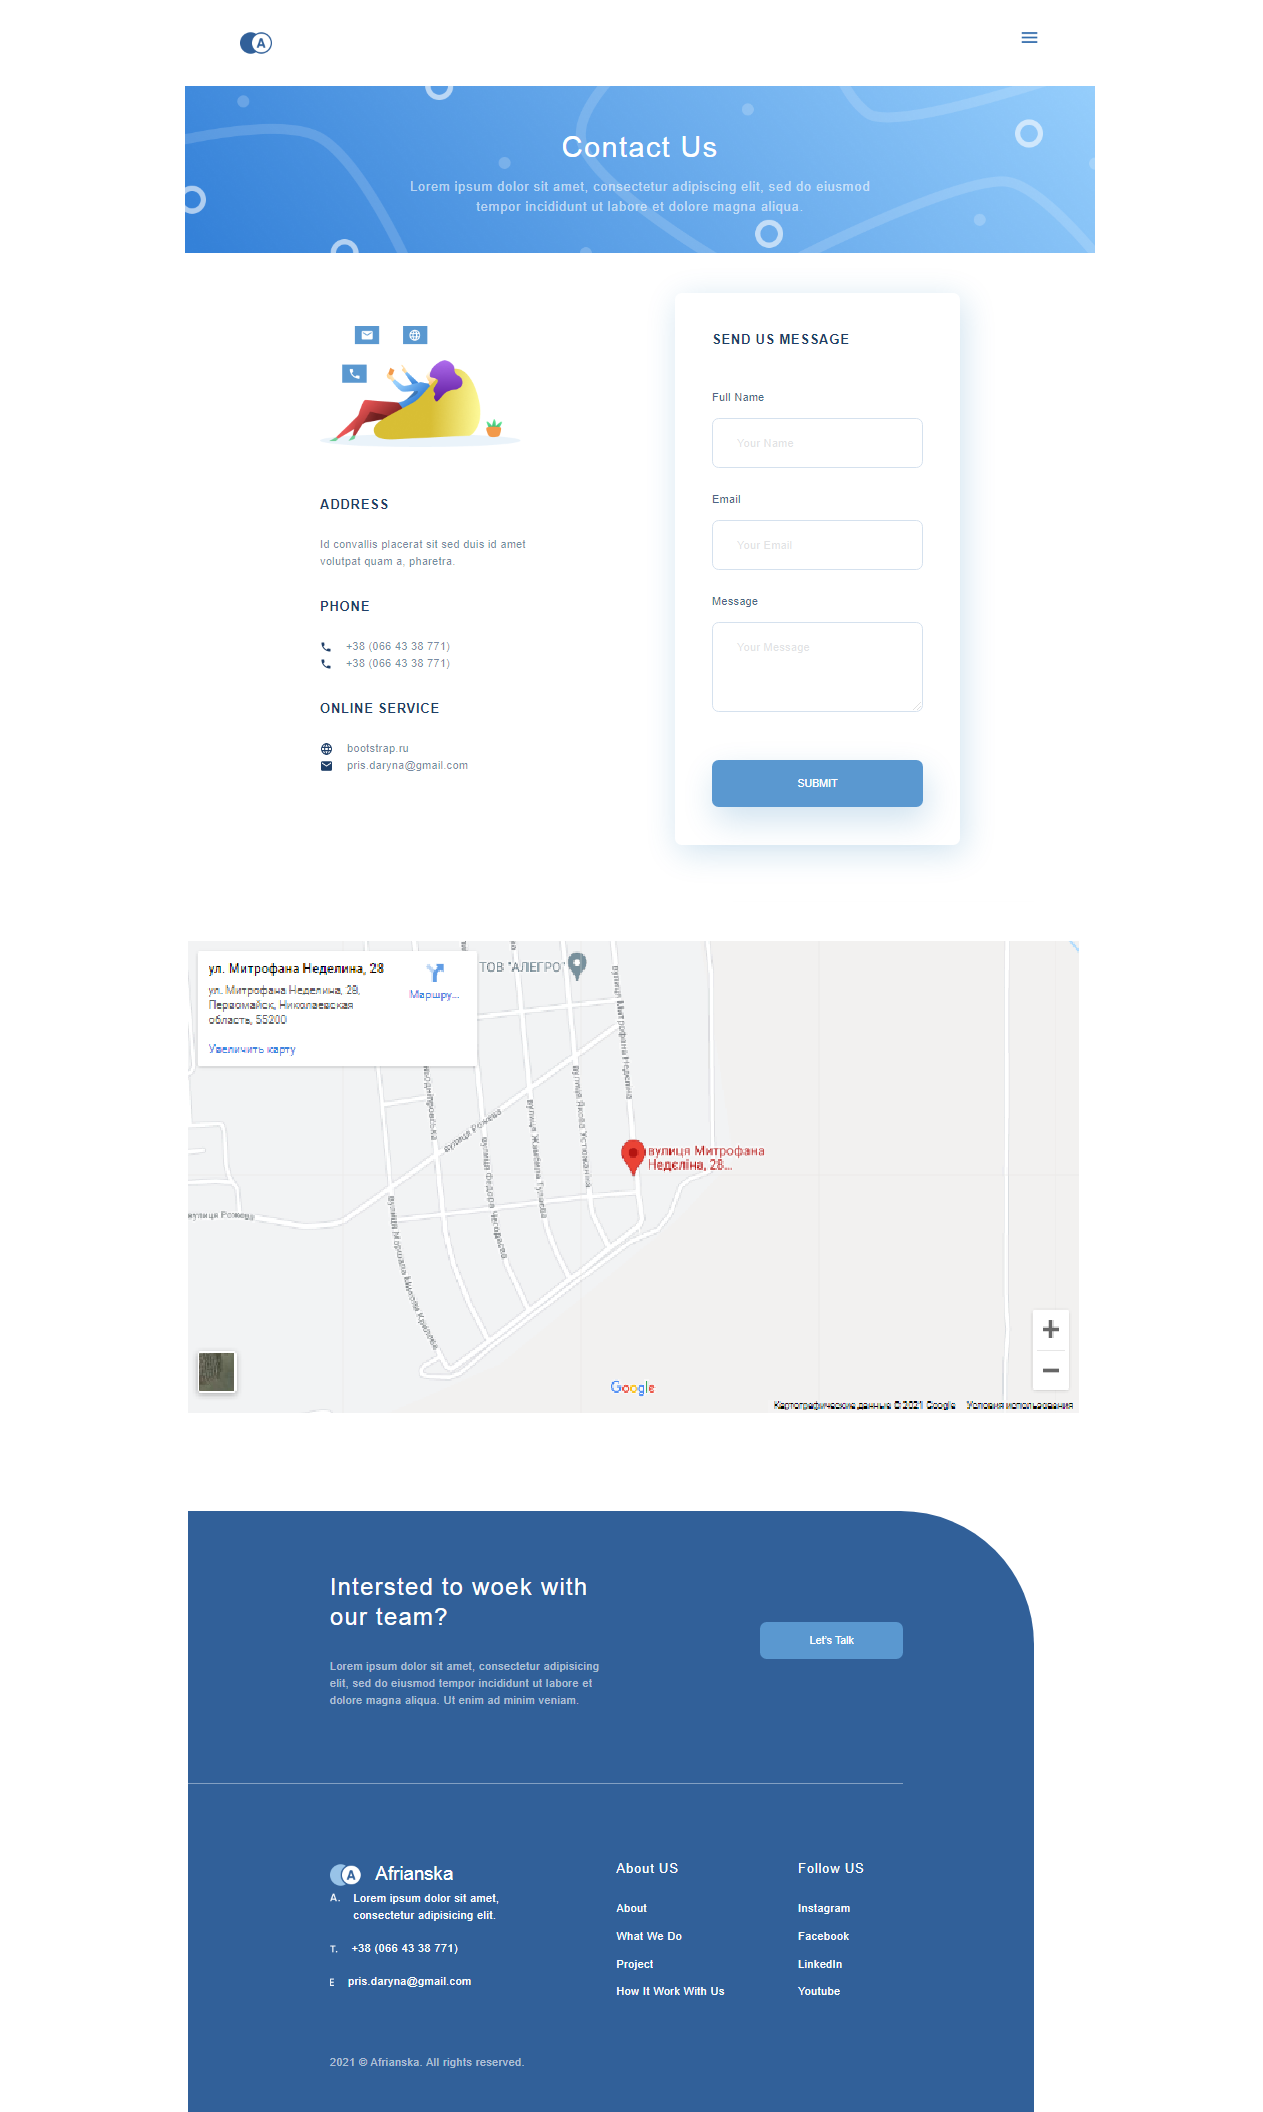 A
Contact Us
Lorem ipsum dolor sit amet, consectetur adipiscing elit, sed do eiusmod
tempor incididunt ut labore et dolore magna aliqua.
SEND US MESSAGE
Full Name
Your Name
Email
Your Email
Message
Your Message
SUBMIT
ADDRESS
Id convallis placerat sit sed duis id amet
volutpat quam a, pharetra.
PHONE
+38 (066 43 38 771)
+38 (066 43 38 771)
ONLINE SERVICE
bootstrap.ru
pris.daryna@gmail.com
ул. Митрофана Неделина, 28
ул. Митрофана Неделина, 28,
Первомайск, Николаевская
область, 55200
Увеличить карту
Маршру...
ТОВ "АЛЕГРО"
вулиця Митрофана Недєліна
вулиця Рожева
вулиця Рожева
вулиця Митрофана
Недєліна, 28...
Google
Картографические данные © 2021 Google
Условия использования
Intersted to woek with
our team?
Lorem ipsum dolor sit amet, consectetur adipisicing
elit, sed do eiusmod tempor incididunt ut labore et
dolore magna aliqua. Ut enim ad minim veniam.
Let's Talk
A Afrianska
A. Lorem ipsum dolor sit amet,
consectetur adipisicing elit.
T. +38 (066 43 38 771)
E pris.daryna@gmail.com
About US
About
What We Do
Project
How It Work With Us
Follow US
Instagram
Facebook
LinkedIn
Youtube
2021 © Afrianska. All rights reserved.